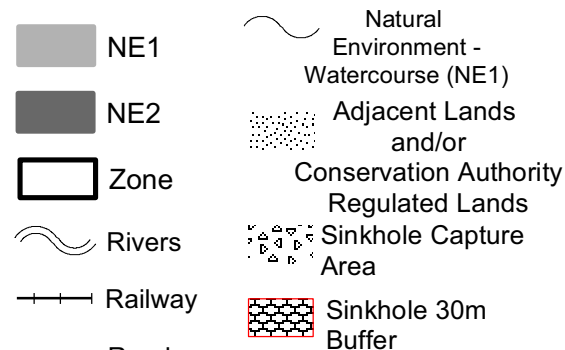 NE1
NE2
Zone
Rivers
Railway
Natural
Environment -
Watercourse (NE1)
Adjacent Lands
and/or
Conservation Authority
Regulated Lands
Sinkhole Capture
Area
Sinkhole 30m
Buffer